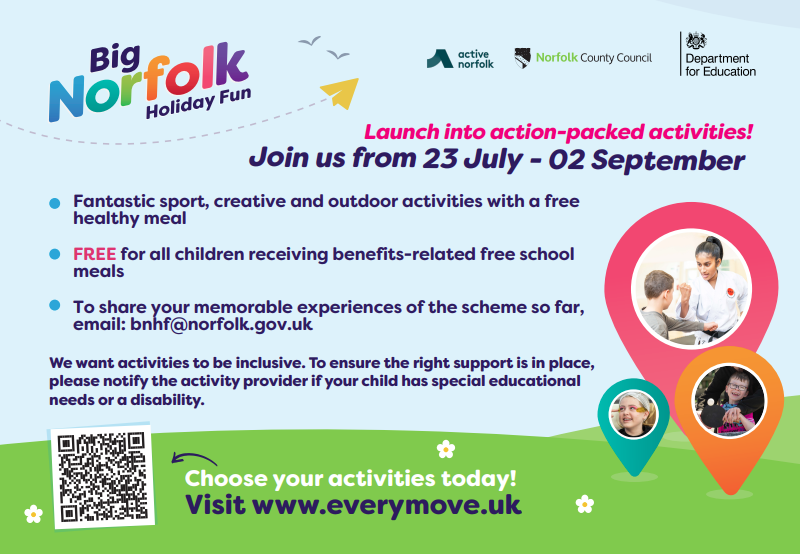 Big
Norfolk
Holiday Fun
active
norfolk
Norfolk County Council
Department
for Education
Launch into action-packed activities!
Join us from 23 July - 02 September
Fantastic sport, creative and outdoor activities with a free
healthy meal
FREE for all children receiving benefits-related free school
meals
To share your memorable experiences of the scheme so far,
email: bnhf@norfolk.gov.uk
We want activities to be inclusive. To ensure the right support is in place,
please notify the activity provider if your child has special educational
needs or a disability.
Choose your activities today!
Visit www.everymove.uk